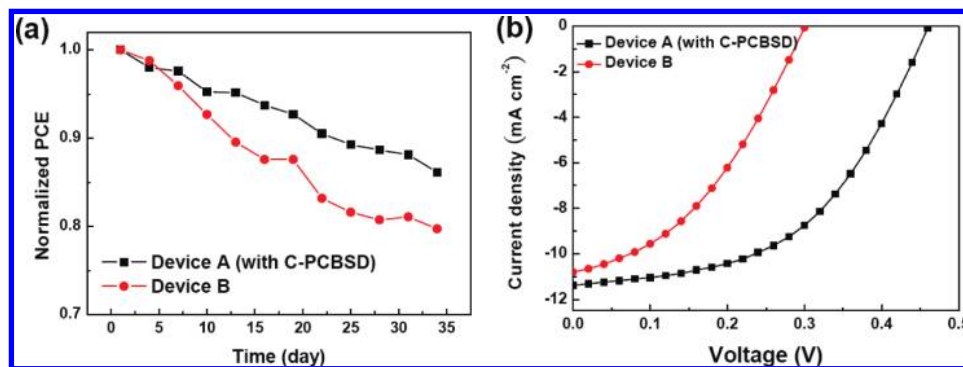 (a)
1.0
0.9
0.8
0.7
Normalized PCE
Device A (with C-PCBSD)
Device B
0 5 10 15 20 25 30 35
Time (day)
(b)
0
-2
-4
-6
-8
-10
-12
Current density (mA cm⁻²)
Device A (with C-PCBSD)
Device B
0.0 0.1 0.2 0.3 0.4 0.5
Voltage (V)